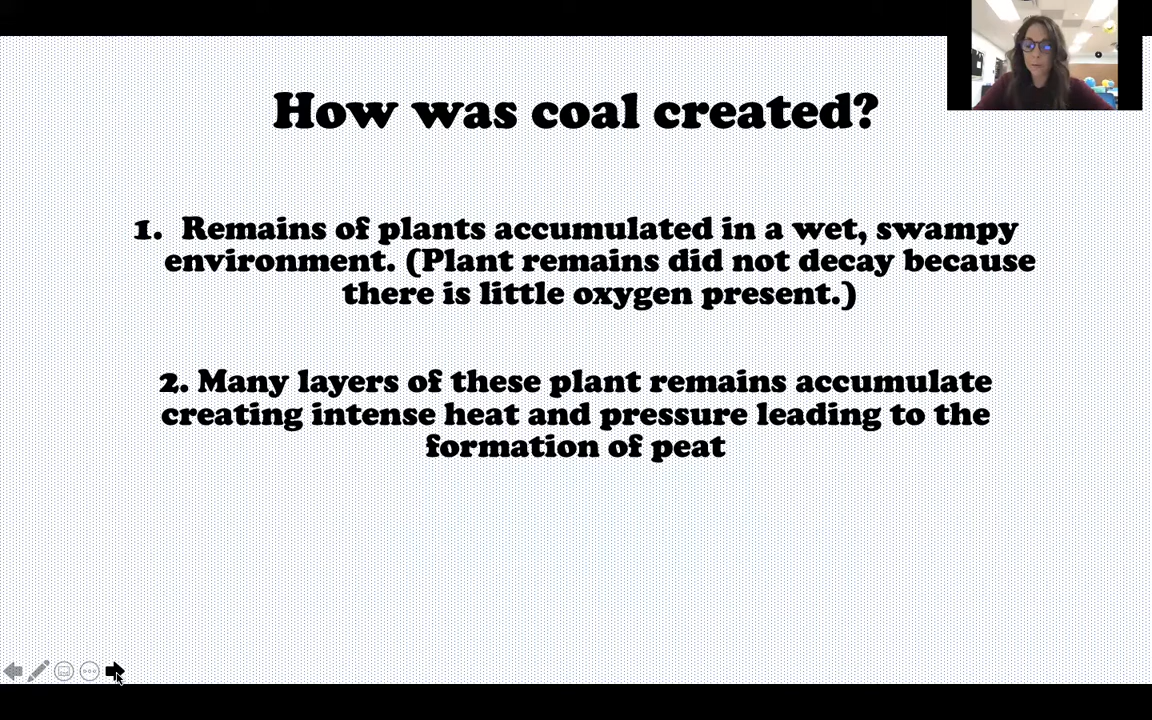 How was coal created?
1. Remains of plants accumulated in a wet, swampy
environment. (Plant remains did not decay because
there is little oxygen present.)
2. Many layers of these plant remains accumulate
creating intense heat and pressure leading to the
formation of peat